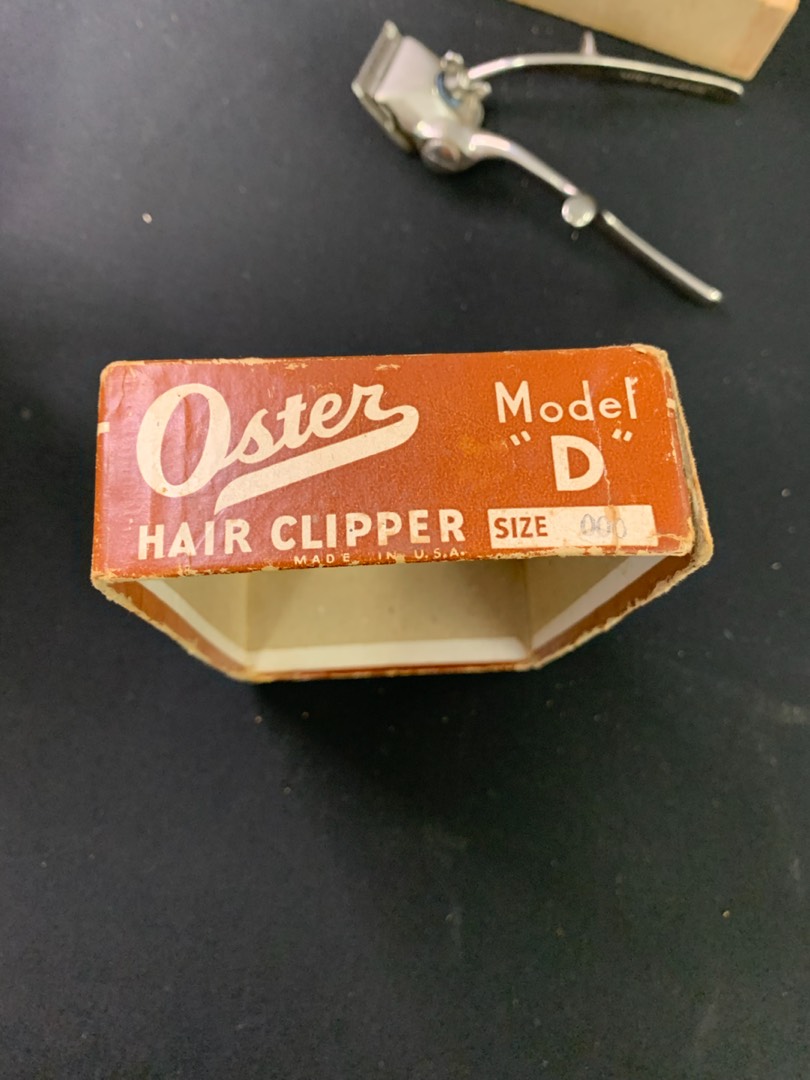 Oster
Model
"D"
HAIR CLIPPER
SIZE 000
MADE IN U.S.A.